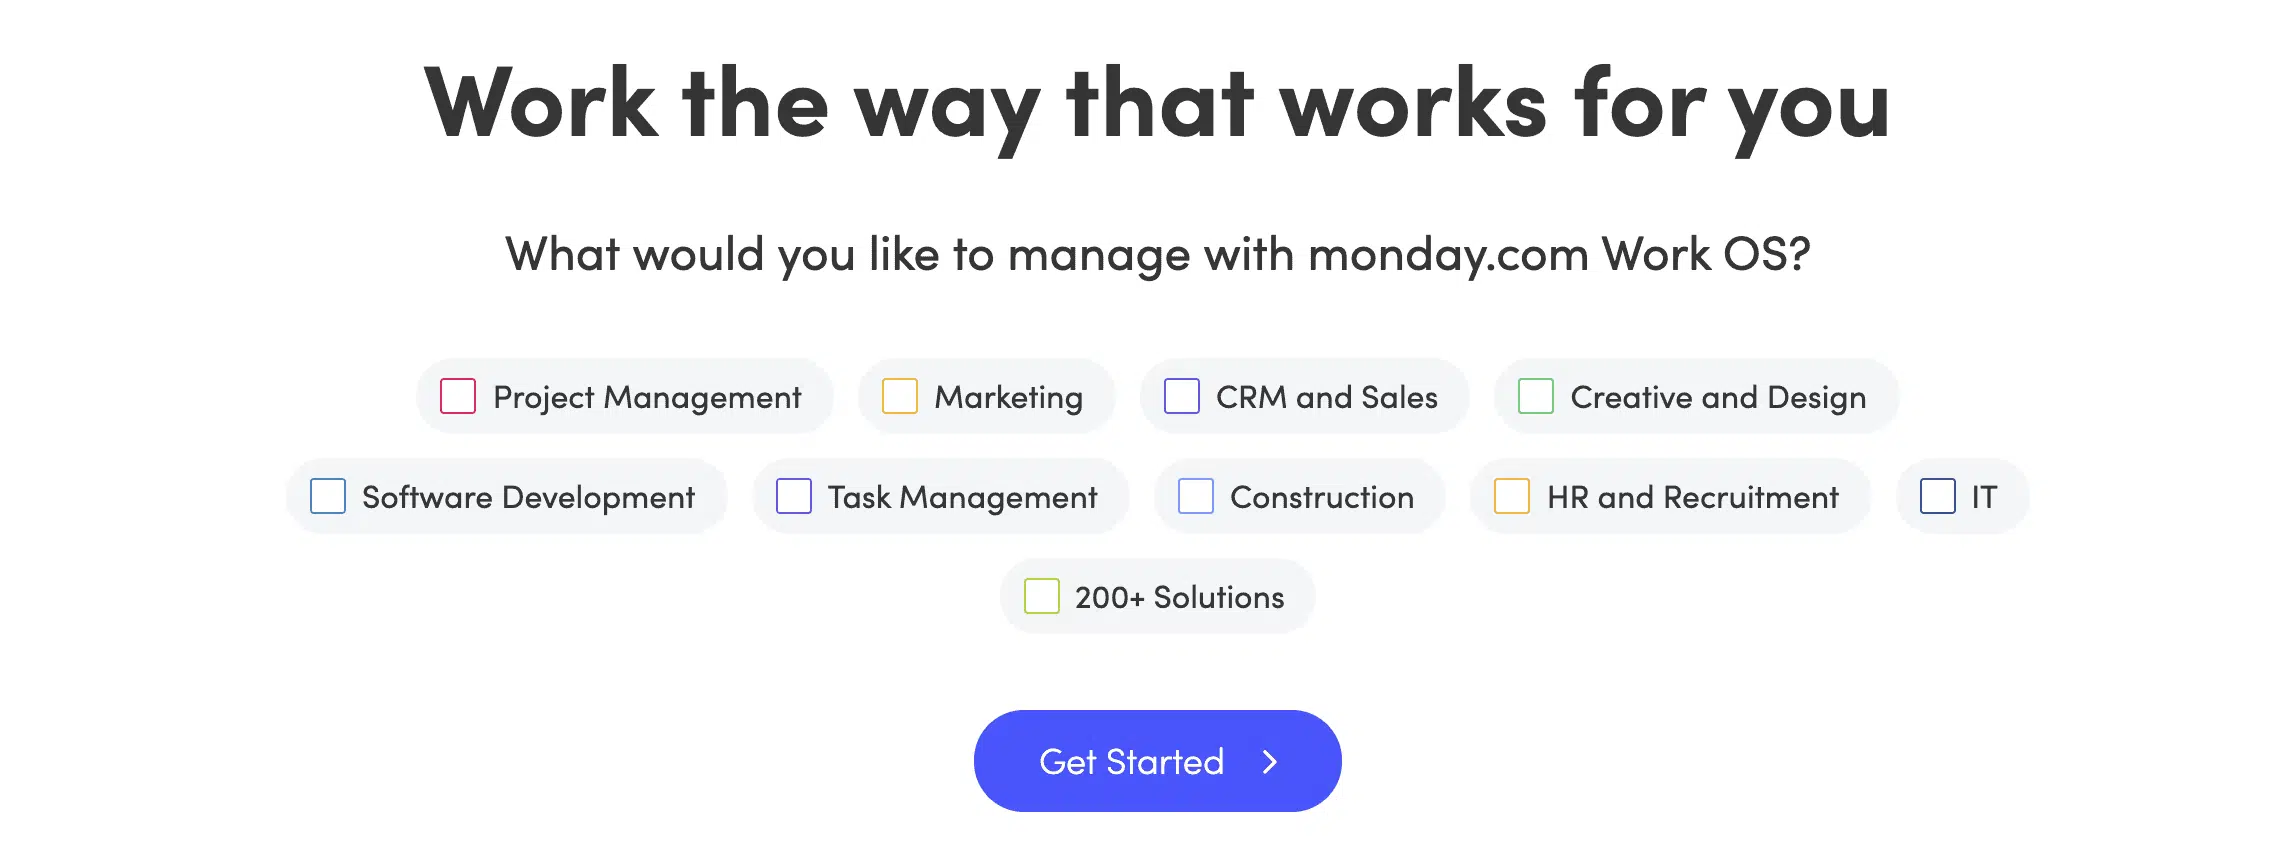 Work the way that works for you
What would you like to manage with monday.com Work OS?
Project Management Marketing CRM and Sales Creative and Design
Software Development Task Management Construction HR and Recruitment IT
200+ Solutions
Get Started